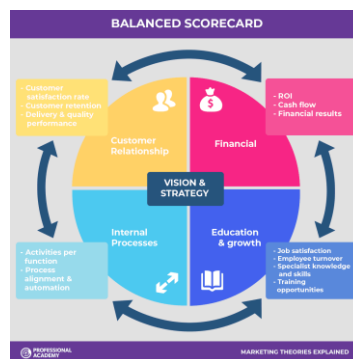 BALANCED SCORECARD
- Customer
satisfaction rate
- Customer retention
- Delivery & quality
performance
- ROI
- Cash flow
- Financial results
Customer
Relationship
Financial
VISION &
STRATEGY
Internal
Processes
Education
& growth
- Activities per
function
- Process
alignment &
automation
- Job satisfaction
- Employee turnover
- Specialist knowledge
and skills
- Training
opportunities
PROFESSIONAL
ACADEMY
MARKETING THEORIES EXPLAINED